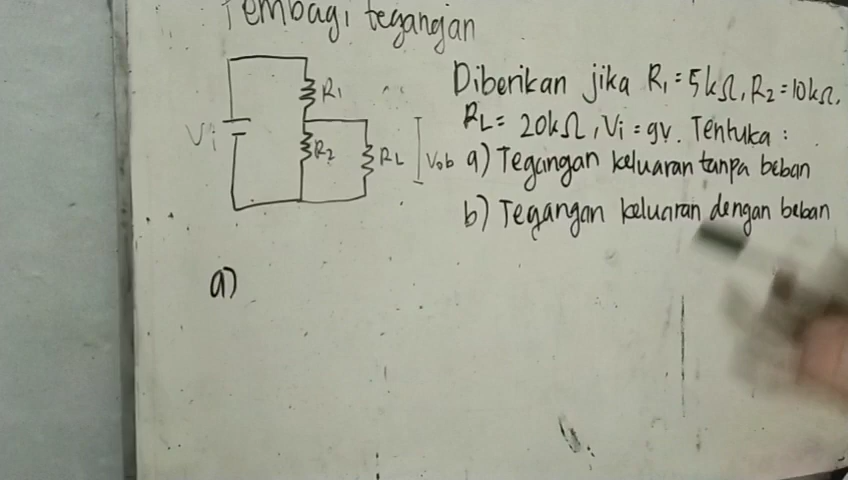 Pembagi tegangan
Diberikan jika R₁ = 5kΩ, R₂ = 10kΩ,
RL = 20kΩ, Vi = 9V. Tentuka :
a) Tegangan keluaran tanpa beban
b) Tegangan keluaran dengan beban
Vi
R₁
R₂
RL
Vob
a)